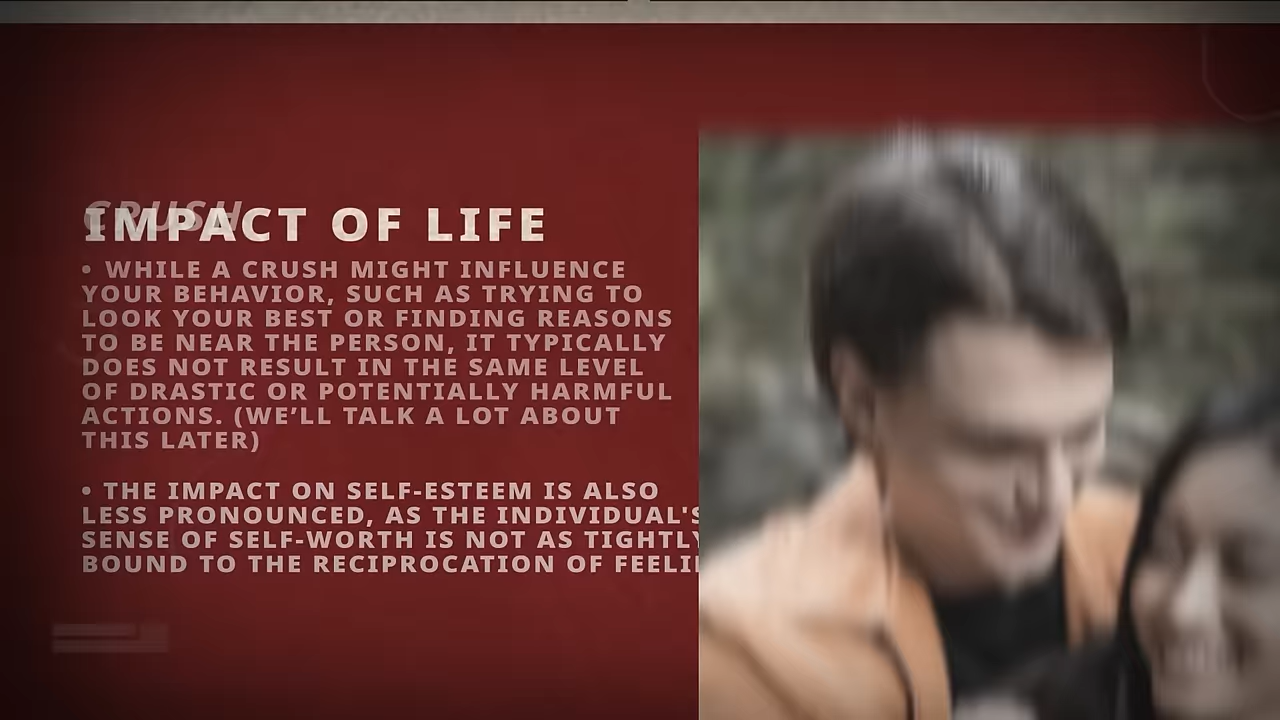 CRUSH
IMPACT OF LIFE
• WHILE A CRUSH MIGHT INFLUENCE
YOUR BEHAVIOR, SUCH AS TRYING TO
LOOK YOUR BEST OR FINDING REASONS
TO BE NEAR THE PERSON, IT TYPICALLY
DOES NOT RESULT IN THE SAME LEVEL
OF DRASTIC OR POTENTIALLY HARMFUL
ACTIONS. (WE’LL TALK A LOT ABOUT
THIS LATER)
• THE IMPACT ON SELF-ESTEEM IS ALSO
LESS PRONOUNCED, AS THE INDIVIDUAL'S
SENSE OF SELF-WORTH IS NOT AS TIGHTLY
BOUND TO THE RECIPROCATION OF